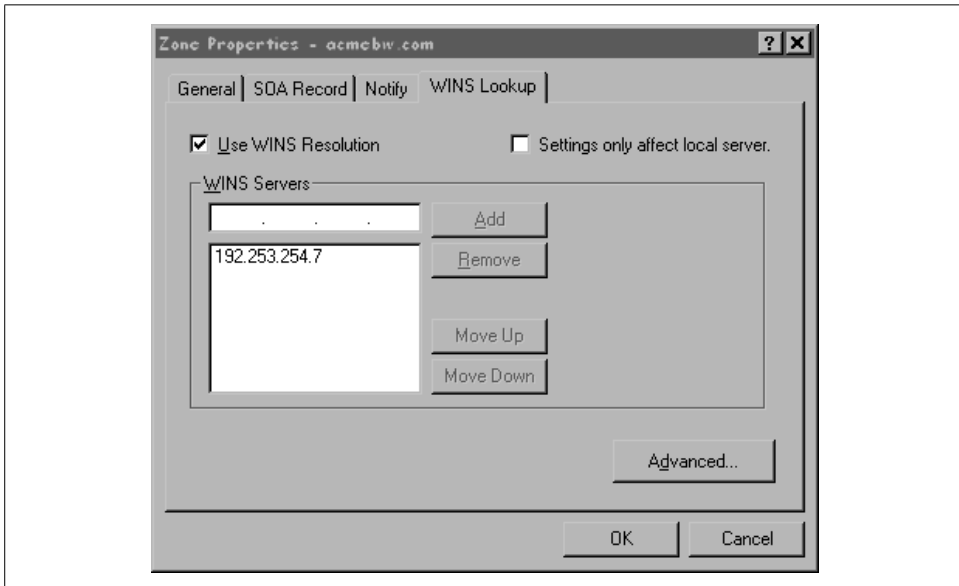 Zone Properties - acmebw.com
General SOA Record Notify WINS Lookup
Use WINS Resolution
Settings only affect local server.
WINS Servers
. . .
Add
192.253.254.7
Remove
Move Up
Move Down
Advanced...
OK
Cancel